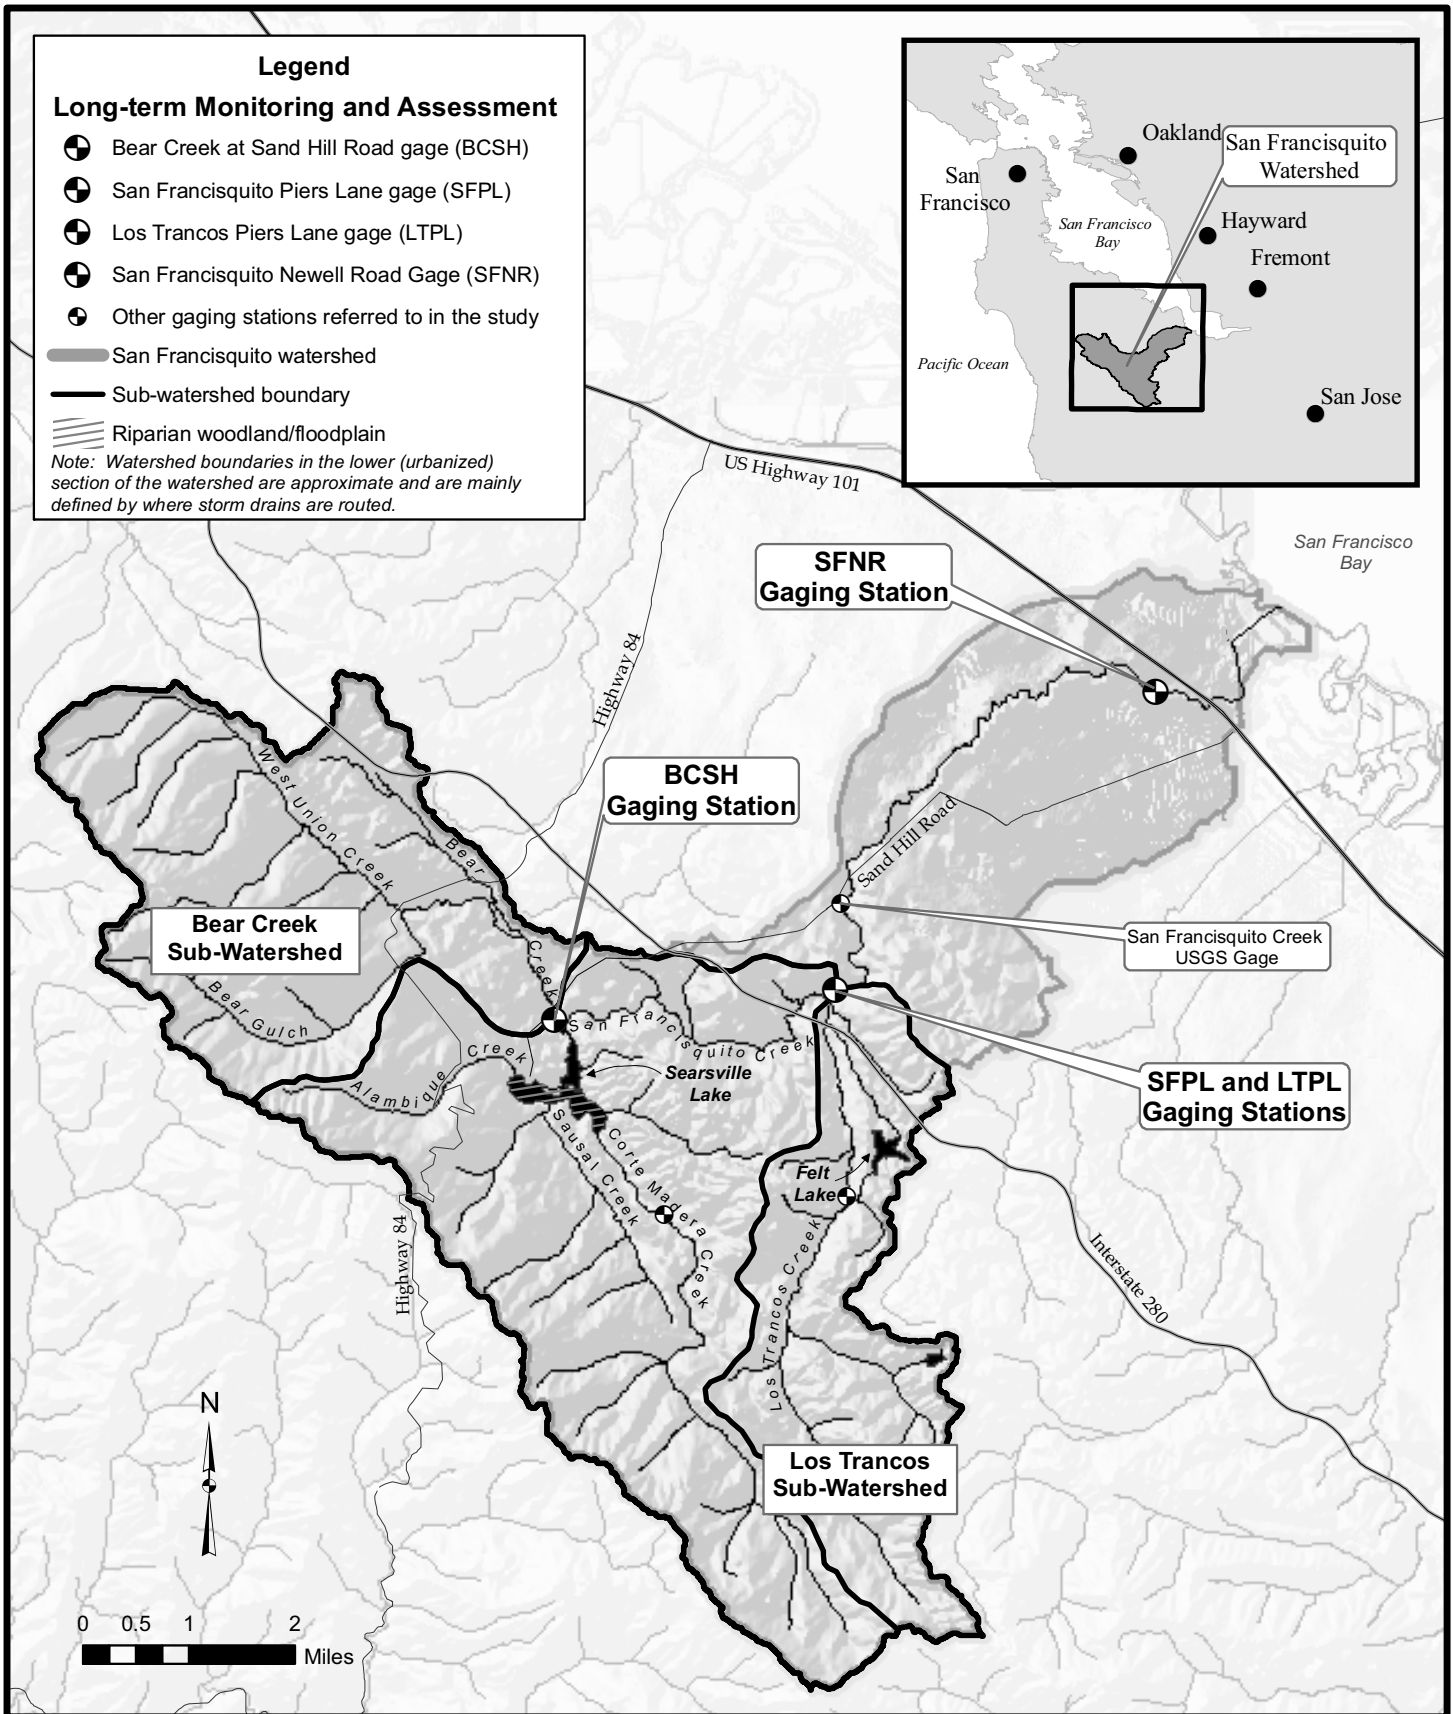 Legend
Long-term Monitoring and Assessment
Bear Creek at Sand Hill Road gage (BCSH)
San Francisquito Piers Lane gage (SFPL)
Los Trancos Piers Lane gage (LTPL)
San Francisquito Newell Road Gage (SFNR)
Other gaging stations referred to in the study
San Francisquito watershed
Sub-watershed boundary
Riparian woodland/floodplain
Note: Watershed boundaries in the lower (urbanized)
section of the watershed are approximate and are mainly
defined by where storm drains are routed.
Oakland
San Francisquito
Watershed
San
Francisco
San Francisco
Bay
Hayward
Fremont
Pacific Ocean
San Jose
US Highway 101
San Francisco
Bay
SFNR
Gaging Station
Highway 84
BCSH
Gaging Station
West Union Creek
Bear
Creek
Sand Hill Road
Bear Creek
Sub-Watershed
San Francisquito Creek
USGS Gage
Bear Gulch
San Francisquito Creek
Alambique
Creek
Searsville
Lake
SFPL and LTPL
Gaging Stations
Sausal Creek
Corte Madera Creek
Felt
Lake
Highway 84
Los Trancos Creek
Interstate 280
N
Los Trancos
Sub-Watershed
0 0.5 1 2
Miles